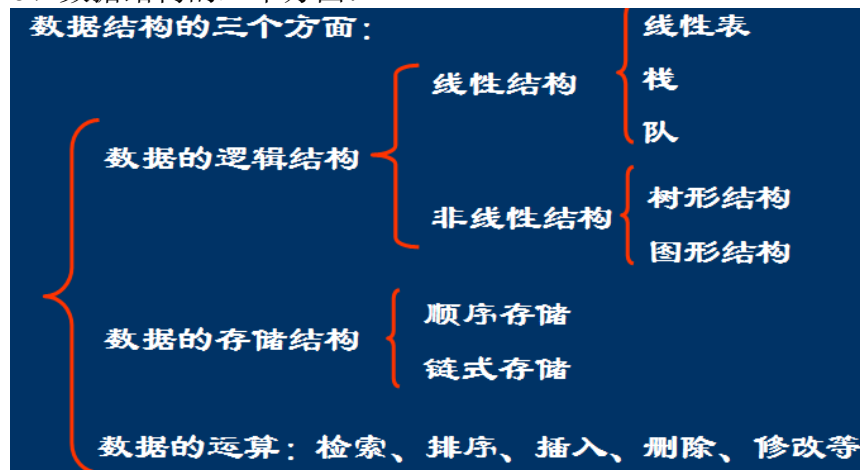 数据结构的三个方面：
线性表
线性结构
栈
队
数据的逻辑结构
树形结构
非线性结构
图形结构
顺序存储
数据的存储结构
链式存储
数据的运算：检索、排序、插入、删除、修改等